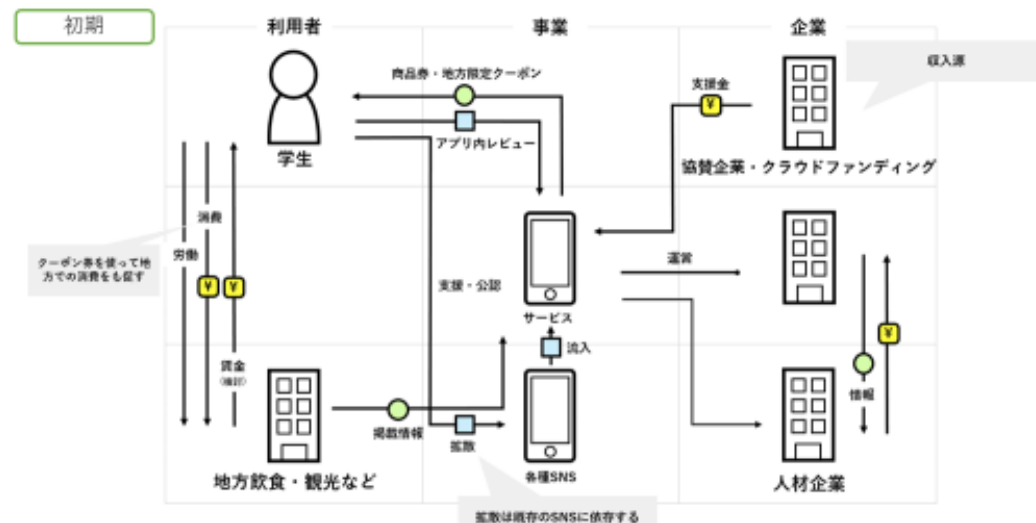 初期
利用者
事業
企業
収入源
商品券・地方限定クーポン
支援金
¥
アプリ内レビュー
学生
協賛企業・クラウドファンディング
消費
労働
クーポン券を使って地
方での消費をも促す
¥
¥
支援・公認
運営
サービス
流入
¥
賃金
(検討)
情報
掲載情報
拡散
地方飲食・観光など
各種SNS
人材企業
拡散は既存のSNSに依存する